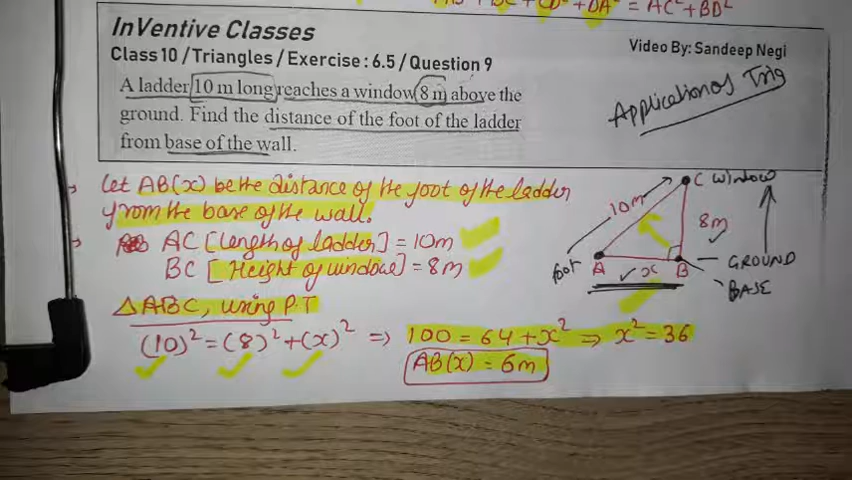 CD² + DA² = AC² + BD²
InVentive Classes
Class 10 / Triangles / Exercise : 6.5 / Question 9
Video By: Sandeep Negi
A ladder 10 m long reaches a window 8 m above the
ground. Find the distance of the foot of the ladder
from base of the wall.
Application of Trig
Let AB(x) be the distance of the foot of the ladder
from the base of the wall.
AC [length of ladder] = 10m
BC [Height of window] = 8m
△ABC, using P.T
(10)² = (8)² + (x)² ⇒ 100 = 64 + x² ⇒ x² = 36
AB(x) = 6m
C WINDOW
10m
8m
foot A x B GROUND
BASE